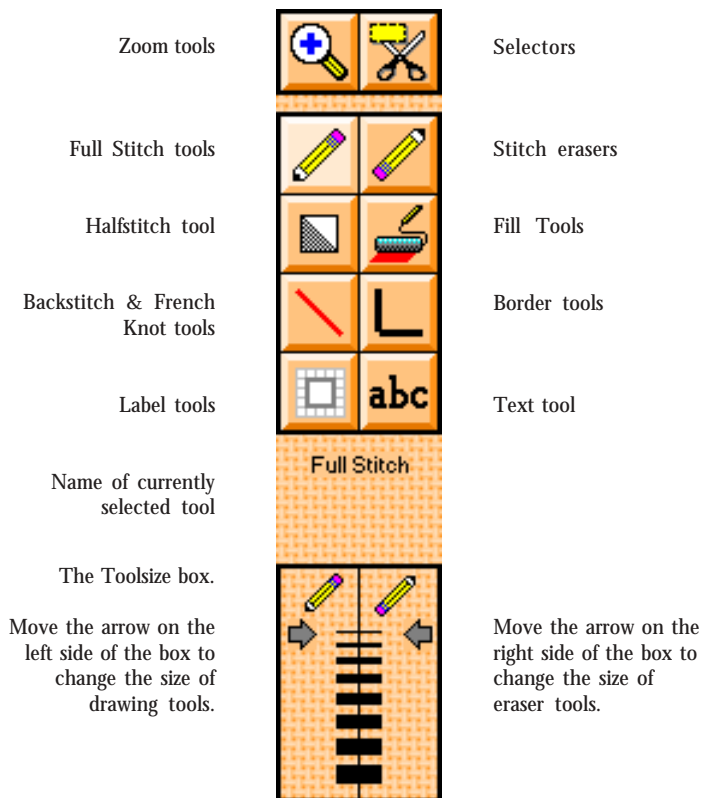 Zoom tools
Selectors
Full Stitch tools
Stitch erasers
Halfstitch tool
Fill Tools
Backstitch & French
Knot tools
Border tools
Label tools
abc
Text tool
Full Stitch
Name of currently
selected tool
The Toolsize box.
Move the arrow on the
left side of the box to
change the size of
drawing tools.
Move the arrow on the
right side of the box to
change the size of
eraser tools.